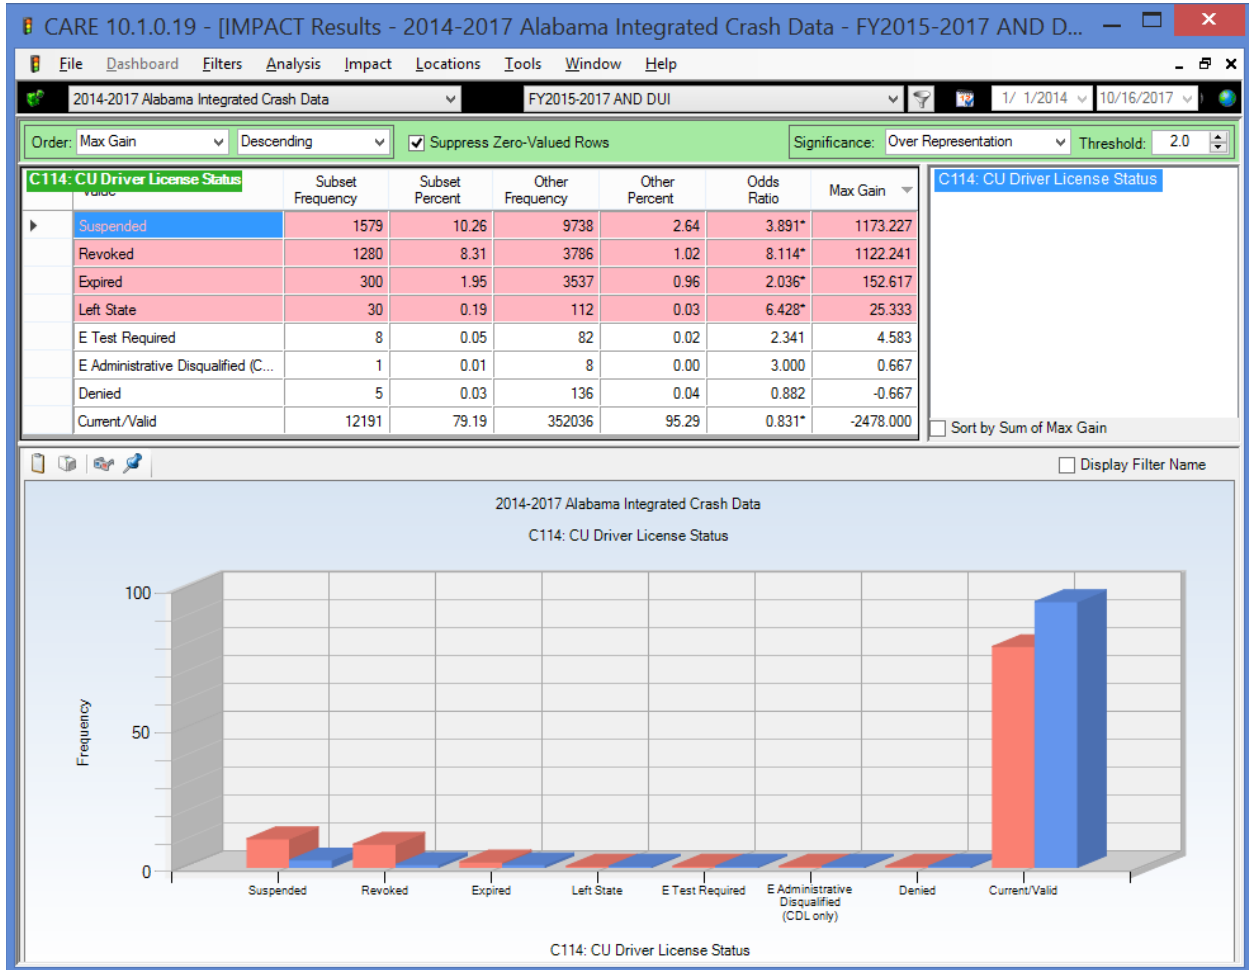 CARE 10.1.0.19 - [IMPACT Results - 2014-2017 Alabama Integrated Crash Data - FY2015-2017 AND D...
File Dashboard Filters Analysis Impact Locations Tools Window Help
2014-2017 Alabama Integrated Crash Data FY2015-2017 AND DUI 1/ 1/2014 10/16/2017
Order: Max Gain Descending Suppress Zero-Valued Rows Significance: Over Representation Threshold: 2.0
C114: CU Driver License Status Subset Frequency Subset Percent Other Frequency Other Percent Odds Ratio Max Gain C114: CU Driver License Status
Suspended 1579 10.26 9738 2.64 3.891* 1173.227
Revoked 1280 8.31 3786 1.02 8.114* 1122.241
Expired 300 1.95 3537 0.96 2.036* 152.617
Left State 30 0.19 112 0.03 6.428* 25.333
E Test Required 8 0.05 82 0.02 2.341 4.583
E Administrative Disqualified (C... 1 0.01 8 0.00 3.000 0.667
Denied 5 0.03 136 0.04 0.882 -0.667
Current/Valid 12191 79.19 352036 95.29 0.831* -2478.000
Sort by Sum of Max Gain
Display Filter Name
2014-2017 Alabama Integrated Crash Data
C114: CU Driver License Status
100
50
0
Frequency
Suspended Revoked Expired Left State E Test Required E Administrative Disqualified (CDL only) Denied Current/Valid
C114: CU Driver License Status